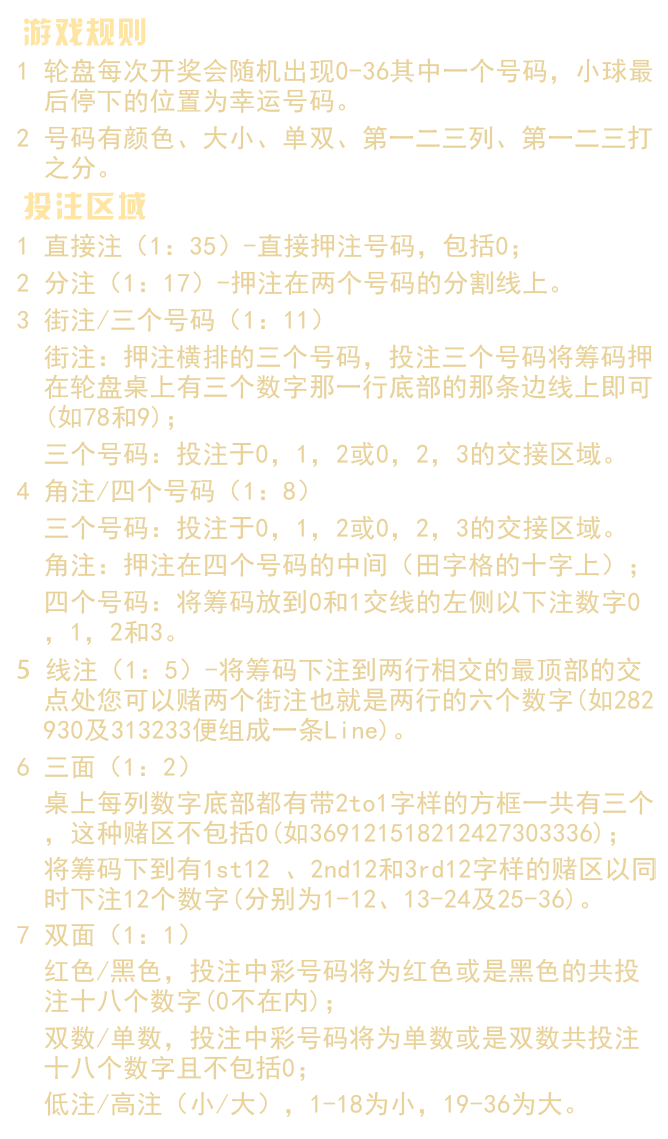 游戏规则
1 轮盘每次开奖会随机出现0-36其中一个号码，小球最
后停下的位置为幸运号码。
2 号码有颜色、大小、单双、第一二三列、第一二三打
之分。
投注区域
1 直接注（1：35）-直接押注号码，包括0；
2 分注（1：17）-押注在两个号码的分割线上。
3 街注/三个号码（1：11）
街注：押注横排的三个号码，投注三个号码将筹码押
在轮盘桌上有三个数字那一行底部的那条边线上即可
(如78和9)；
三个号码：投注于0，1，2或0，2，3的交接区域。
4 角注/四个号码（1：8）
三个号码：投注于0，1，2或0，2，3的交接区域。
角注：押注在四个号码的中间（田字格的十字上）；
四个号码：将筹码放到0和1交线的左侧以下注数字0
，1，2和3。
5 线注（1：5）-将筹码下注到两行相交的最顶部的交
点处您可以赌两个街注也就是两行的六个数字(如282
930及313233便组成一条Line)。
6 三面（1：2）
桌上每列数字底部都有带2to1字样的方框一共有三个
，这种赌区不包括0(如369121518212427303336)；
将筹码下到有1st12 、2nd12和3rd12字样的赌区以同
时下注12个数字(分别为1-12、13-24及25-36)。
7 双面（1：1）
红色/黑色，投注中彩号码将为红色或是黑色的共投
注十八个数字(0不在内)；
双数/单数，投注中彩号码将为单数或是双数共投注
十八个数字且不包括0；
低注/高注（小/大），1-18为小，19-36为大。